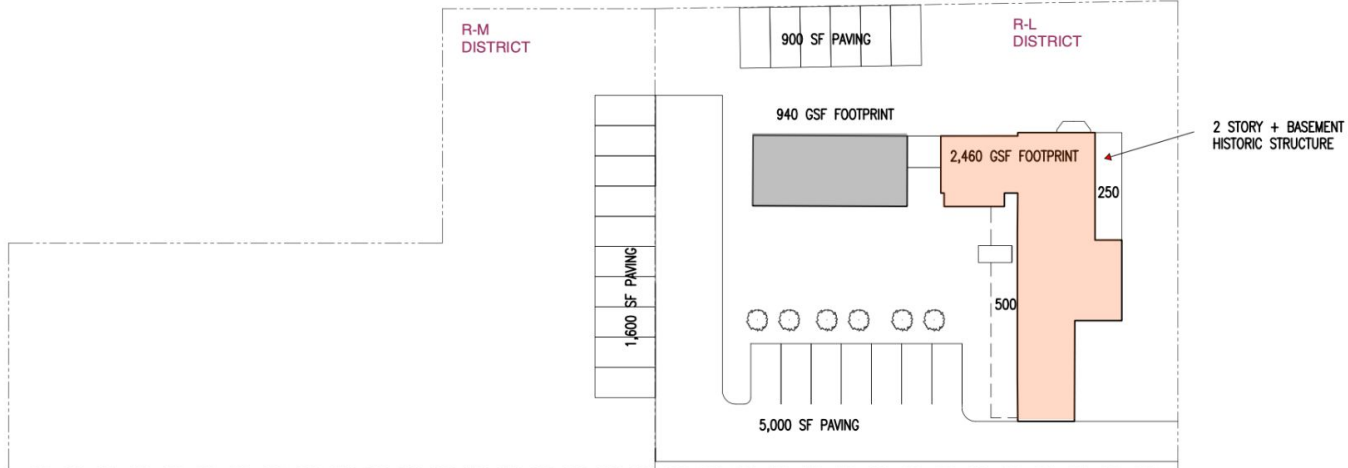 R-M
DISTRICT
900 SF PAVING
R-L
DISTRICT
940 GSF FOOTPRINT
2 STORY + BASEMENT
HISTORIC STRUCTURE
2,460 GSF FOOTPRINT
250
1,600 SF PAVING
500
5,000 SF PAVING